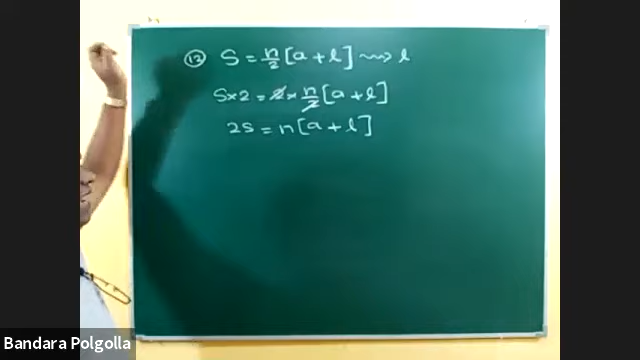 ⑫ S = n/2 [a + l] ⇝ l
S × 2 = 2 × n/2 [a + l]
2s = n [a + l]
Bandara Polgolla